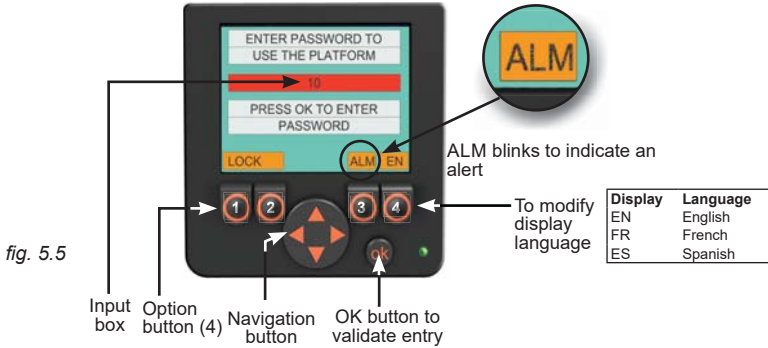 ENTER PASSWORD TO
USE THE PLATFORM
10
PRESS OK TO ENTER
PASSWORD
LOCK
ALM
EN
1
2
3
4
ok
ALM
ALM blinks to indicate an
alert
To modify
display
language
Display Language
EN English
FR French
ES Spanish
fig. 5.5
Input
box
Option
button (4)
Navigation
button
OK button to
validate entry